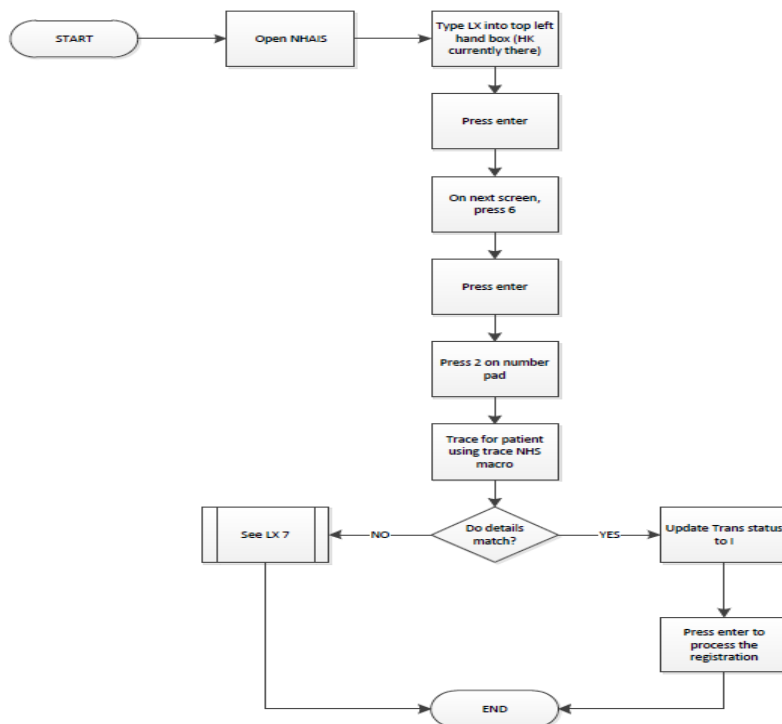 START
Open NHAIS
Type LX into top left
hand box (HK
currently there)
Press enter
On next screen,
press 6
Press enter
Press 2 on number
pad
Trace for patient
using trace NHS
macro
Do details
match?
NO
YES
See LX 7
Update Trans status
to I
Press enter to
process the
registration
END